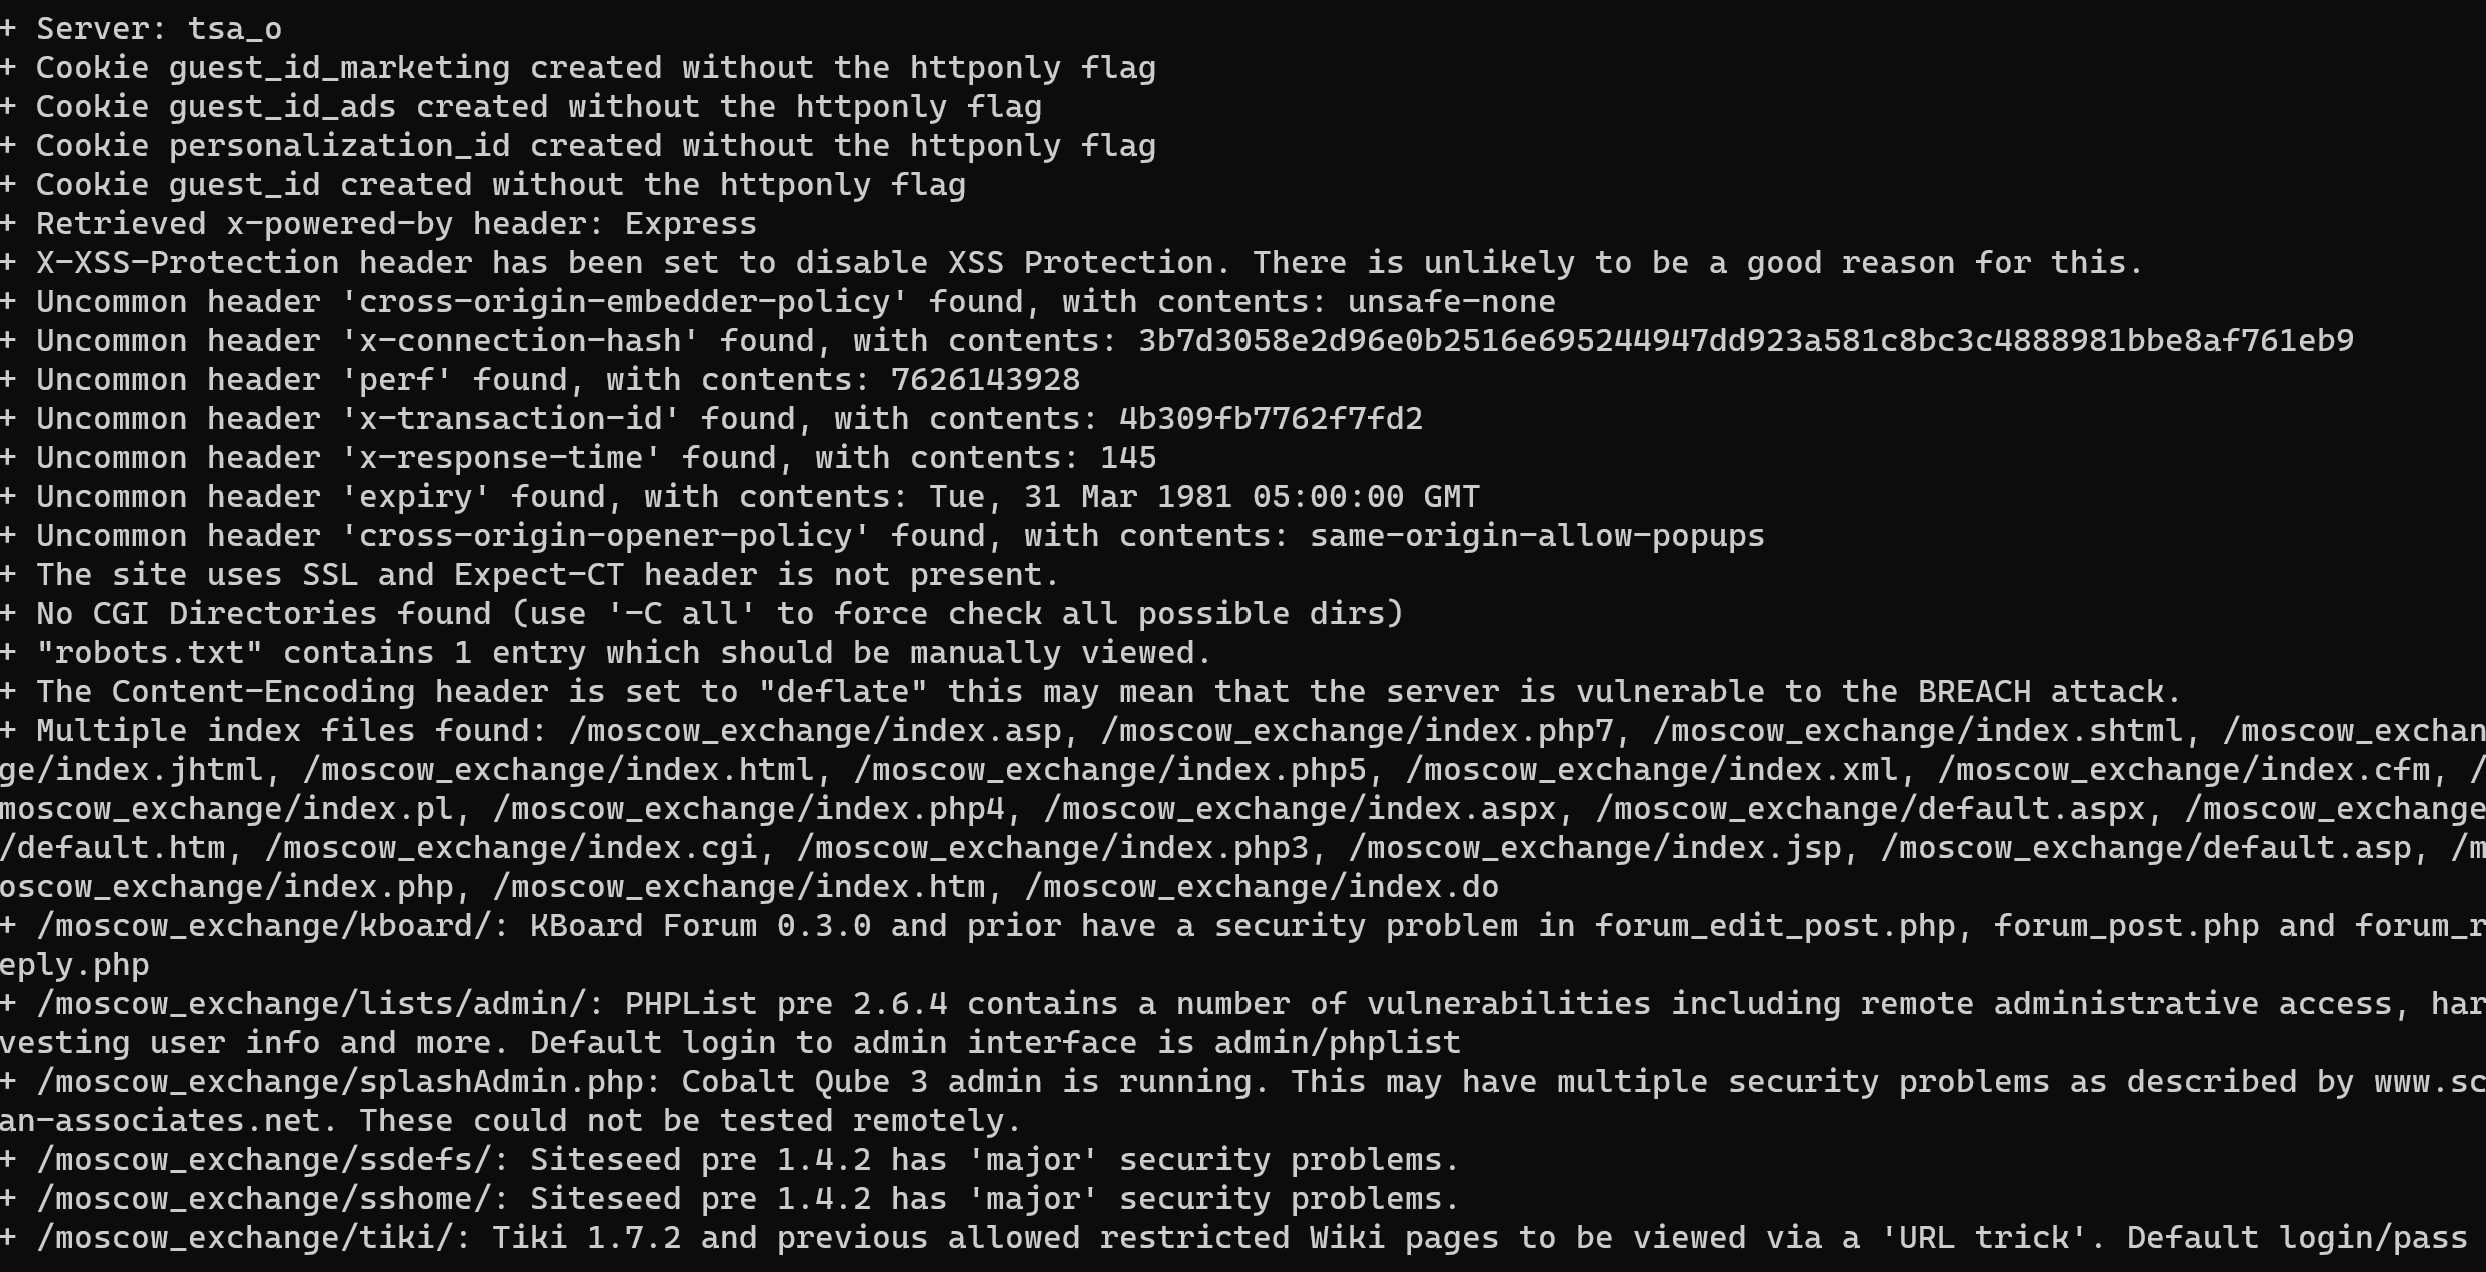 + Server: tsa_o
+ Cookie guest_id_marketing created without the httponly flag
+ Cookie guest_id_ads created without the httponly flag
+ Cookie personalization_id created without the httponly flag
+ Cookie guest_id created without the httponly flag
+ Retrieved x-powered-by header: Express
+ X-XSS-Protection header has been set to disable XSS Protection. There is unlikely to be a good reason for this.
+ Uncommon header 'cross-origin-embedder-policy' found, with contents: unsafe-none
+ Uncommon header 'x-connection-hash' found, with contents: 3b7d3058e2d96e0b2516e695244947dd923a581c8bc3c4888981bbe8af761eb9
+ Uncommon header 'perf' found, with contents: 7626143928
+ Uncommon header 'x-transaction-id' found, with contents: 4b309fb7762f7fd2
+ Uncommon header 'x-response-time' found, with contents: 145
+ Uncommon header 'expiry' found, with contents: Tue, 31 Mar 1981 05:00:00 GMT
+ Uncommon header 'cross-origin-opener-policy' found, with contents: same-origin-allow-popups
+ The site uses SSL and Expect-CT header is not present.
+ No CGI Directories found (use '-C all' to force check all possible dirs)
+ "robots.txt" contains 1 entry which should be manually viewed.
+ The Content-Encoding header is set to "deflate" this may mean that the server is vulnerable to the BREACH attack.
+ Multiple index files found: /moscow_exchange/index.asp, /moscow_exchange/index.php7, /moscow_exchange/index.shtml, /moscow_exchan
ge/index.jhtml, /moscow_exchange/index.html, /moscow_exchange/index.php5, /moscow_exchange/index.xml, /moscow_exchange/index.cfm, /
moscow_exchange/index.pl, /moscow_exchange/index.php4, /moscow_exchange/index.aspx, /moscow_exchange/default.aspx, /moscow_exchange
/default.htm, /moscow_exchange/index.cgi, /moscow_exchange/index.php3, /moscow_exchange/index.jsp, /moscow_exchange/default.asp, /m
oscow_exchange/index.php, /moscow_exchange/index.htm, /moscow_exchange/index.do
+ /moscow_exchange/kboard/: KBoard Forum 0.3.0 and prior have a security problem in forum_edit_post.php, forum_post.php and forum_r
eply.php
+ /moscow_exchange/lists/admin/: PHPList pre 2.6.4 contains a number of vulnerabilities including remote administrative access, har
vesting user info and more. Default login to admin interface is admin/phplist
+ /moscow_exchange/splashAdmin.php: Cobalt Qube 3 admin is running. This may have multiple security problems as described by www.sc
an-associates.net. These could not be tested remotely.
+ /moscow_exchange/ssdefs/: Siteseed pre 1.4.2 has 'major' security problems.
+ /moscow_exchange/sshome/: Siteseed pre 1.4.2 has 'major' security problems.
+ /moscow_exchange/tiki/: Tiki 1.7.2 and previous allowed restricted Wiki pages to be viewed via a 'URL trick'. Default login/pass